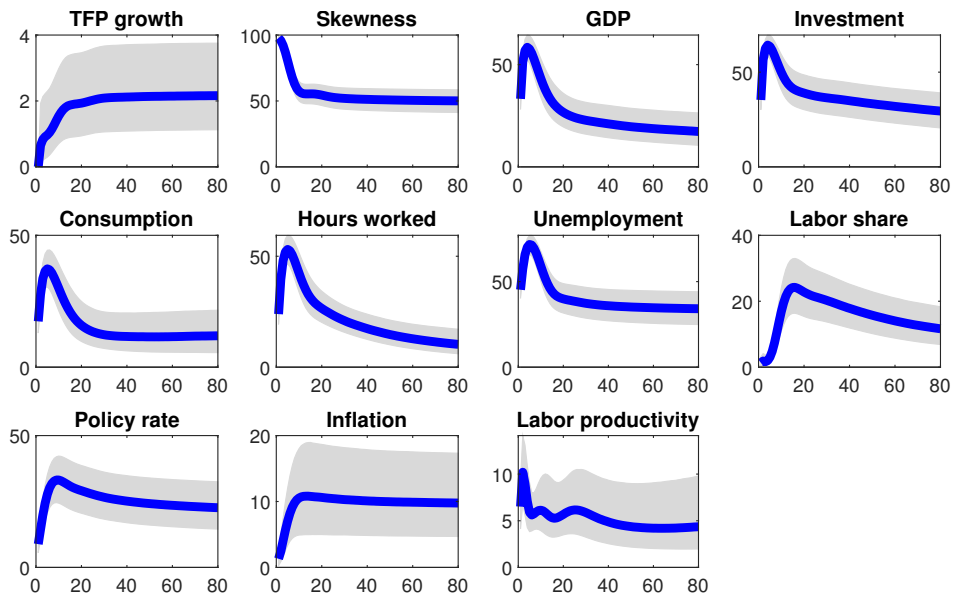 TFP growth
4
2
0
0 20 40 60 80
Skewness
100
50
0
0 20 40 60 80
GDP
50
0
0 20 40 60 80
Investment
50
0
0 20 40 60 80
Consumption
50
0
0 20 40 60 80
Hours worked
50
0
0 20 40 60 80
Unemployment
50
0
0 20 40 60 80
Labor share
40
20
0
0 20 40 60 80
Policy rate
50
0
0 20 40 60 80
Inflation
20
10
0
0 20 40 60 80
Labor productivity
10
5
0
0 20 40 60 80